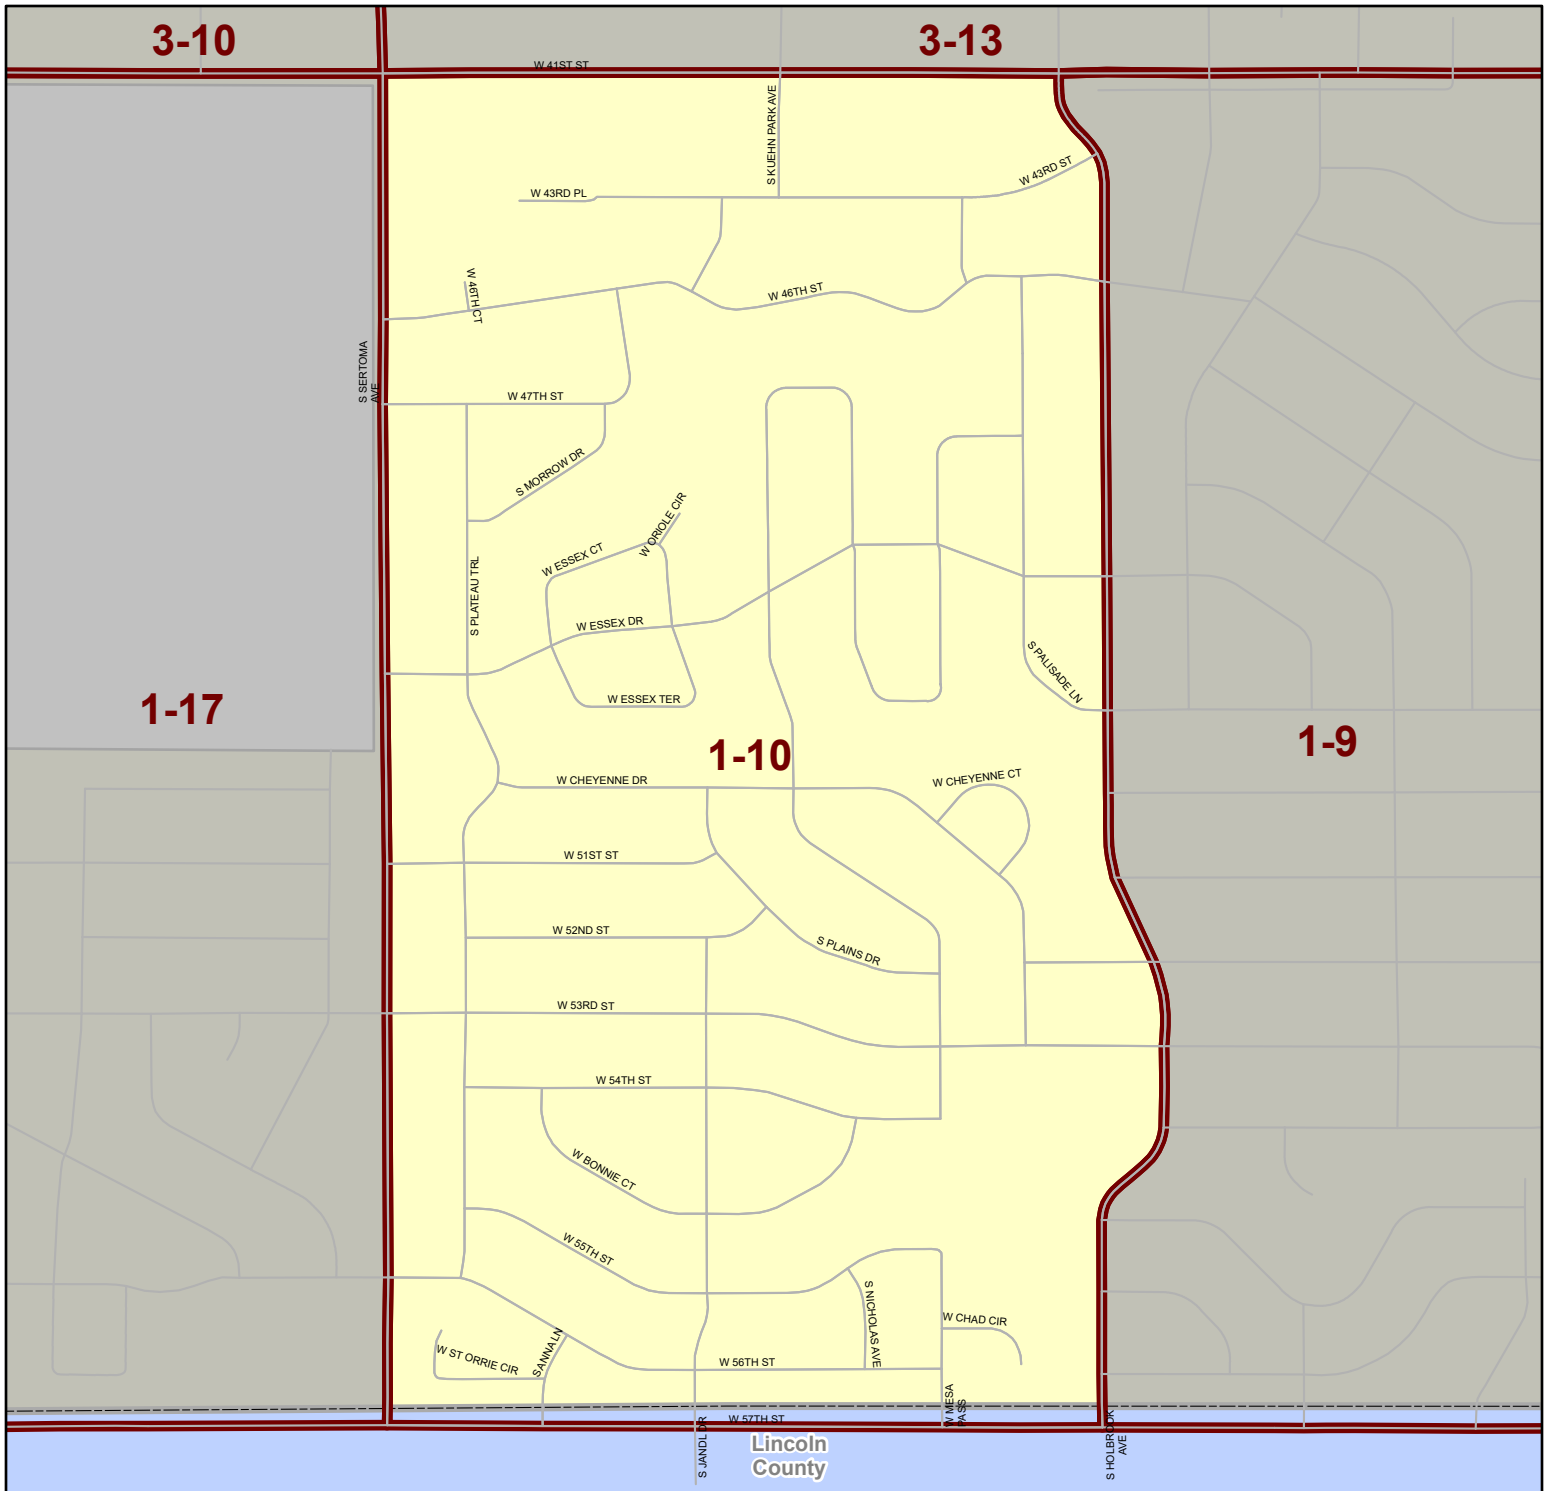 3-10
3-13
W 41ST ST
S KUEHN PARK AVE
W 43RD ST
W 43RD PL
W 46TH CT
W 46TH ST
S SERTOMA
AVE
W 47TH ST
S MORROW DR
W ORIOLE CIR
W ESSEX CT
S PLATEAU TRL
W ESSEX DR
S PALISADE LN
W ESSEX TER
1-17
1-10
1-9
W CHEYENNE DR
W CHEYENNE CT
W 51ST ST
W 52ND ST
S PLAINS DR
W 53RD ST
W 54TH ST
W BONNIE CT
W 55TH ST
S NICHOLAS AVE
W CHAD CIR
W ST ORRIE CIR
S ANNA LN
W 56TH ST
W MESA
PASS
W 57TH ST
S JANDL DR
S HOLBROOK
AVE
Lincoln
County